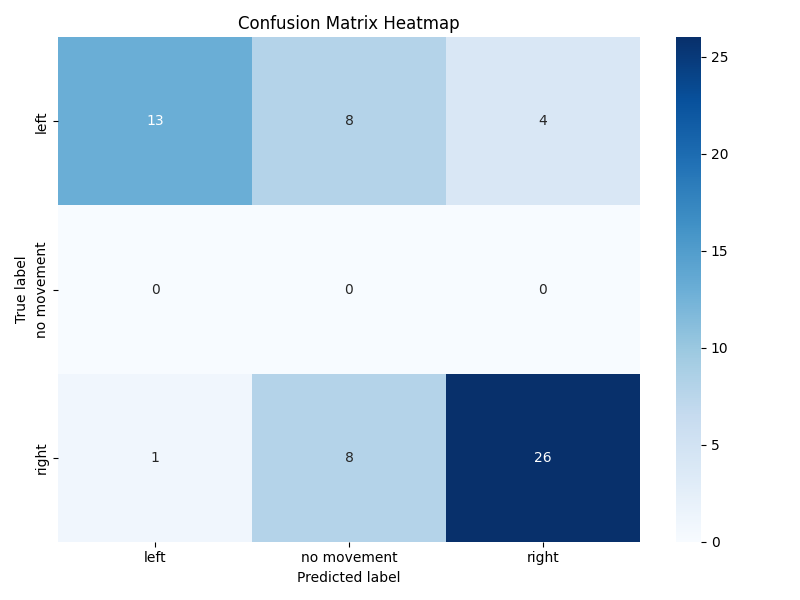 Confusion Matrix Heatmap
True label
left
no movement
right
13 8 4
0 0 0
1 8 26
left no movement right
Predicted label
25
20
15
10
5
0